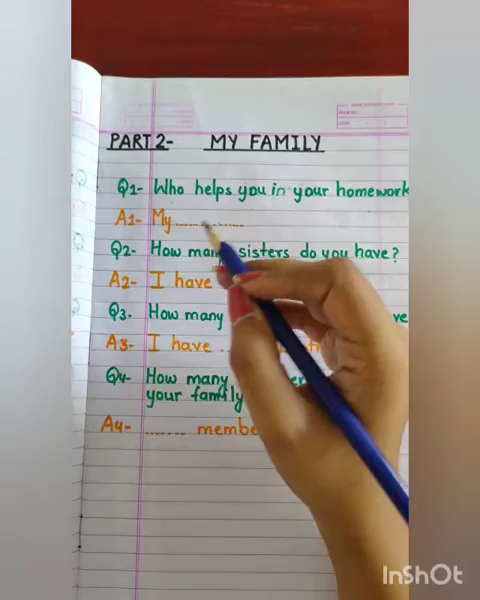 PART 2- MY FAMILY
Q1- Who helps you in your homework
A1- My ...............
Q2- How many sisters do you have?
A2- I have
Q3. How many ve
A3- I have
Q4- How many
your family
A4- ....... membe
InShOt